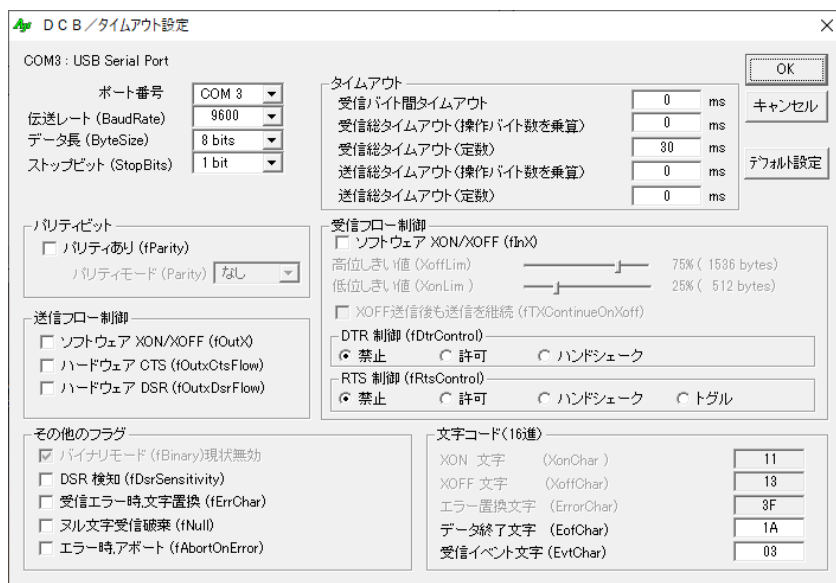 Ays DCB／タイムアウト設定
COM3 : USB Serial Port
ポート番号 COM 3
伝送レート (BaudRate) 9600
データ長 (ByteSize) 8 bits
ストップビット (StopBits) 1 bit
タイムアウト
受信バイト間タイムアウト 0 ms
受信総タイムアウト(操作バイト数を乗算) 0 ms
受信総タイムアウト(定数) 30 ms
送信総タイムアウト(操作バイト数を乗算) 0 ms
送信総タイムアウト(定数) 0 ms
OK
キャンセル
デフォルト設定
パリティビット
パリティあり (fParity)
パリティモード (Parity) なし
送信フロー制御
ソフトウェア XON/XOFF (fOutX)
ハードウェア CTS (fOutxCtsFlow)
ハードウェア DSR (fOutxDsrFlow)
受信フロー制御
ソフトウェア XON/XOFF (fInX)
高位しきい値 (XoffLim) 75% ( 1536 bytes)
低位しきい値 (XonLim ) 25% ( 512 bytes)
XOFF送信後も送信を継続 (fTXContinueOnXoff)
DTR 制御 (fDtrControl)
禁止 許可 ハンドシェーク
RTS 制御 (fRtsControl)
禁止 許可 ハンドシェーク トグル
その他のフラグ
バイナリモード (fBinary)現状無効
DSR 検知 (fDsrSensitivity)
受信エラー時,文字置換 (fErrChar)
ヌル文字受信破棄 (fNull)
エラー時,アボート (fAbortOnError)
文字コード(16進)
XON 文字 (XonChar ) 11
XOFF 文字 (XoffChar) 13
エラー置換文字 (ErrorChar) 3F
データ終了文字 (EofChar) 1A
受信イベント文字 (EvtChar) 03